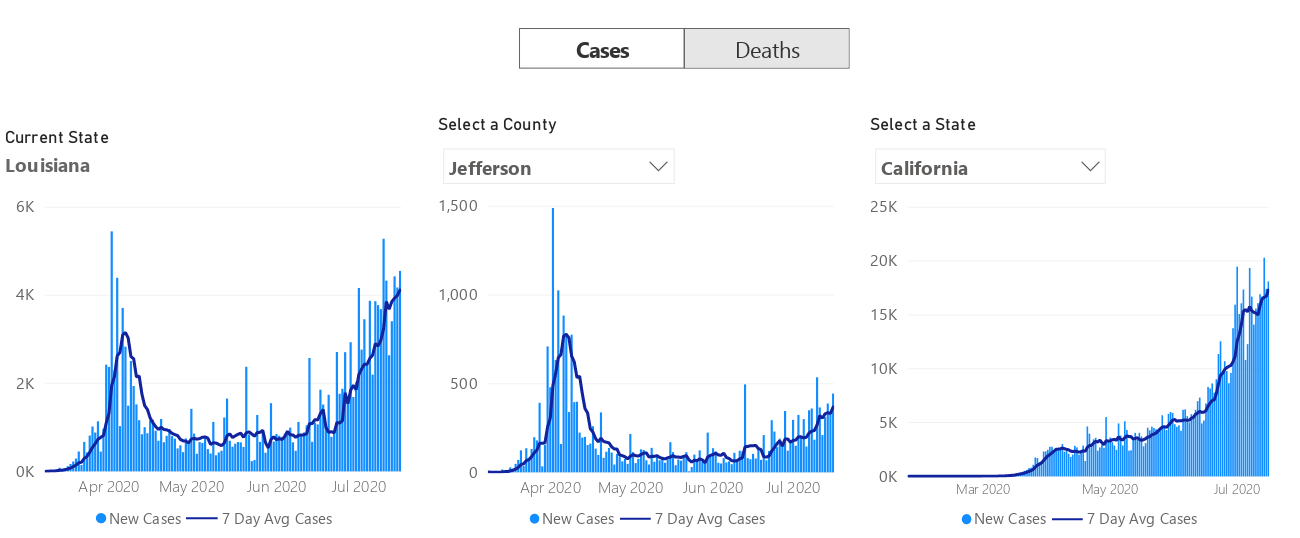 Cases Deaths
Current State
Louisiana
6K
4K
2K
0K
Apr 2020 May 2020 Jun 2020 Jul 2020
New Cases 7 Day Avg Cases
Select a County
Jefferson
1,500
1,000
500
0
Apr 2020 May 2020 Jun 2020 Jul 2020
New Cases 7 Day Avg Cases
Select a State
California
25K
20K
15K
10K
5K
0K
Mar 2020 May 2020 Jul 2020
New Cases 7 Day Avg Cases